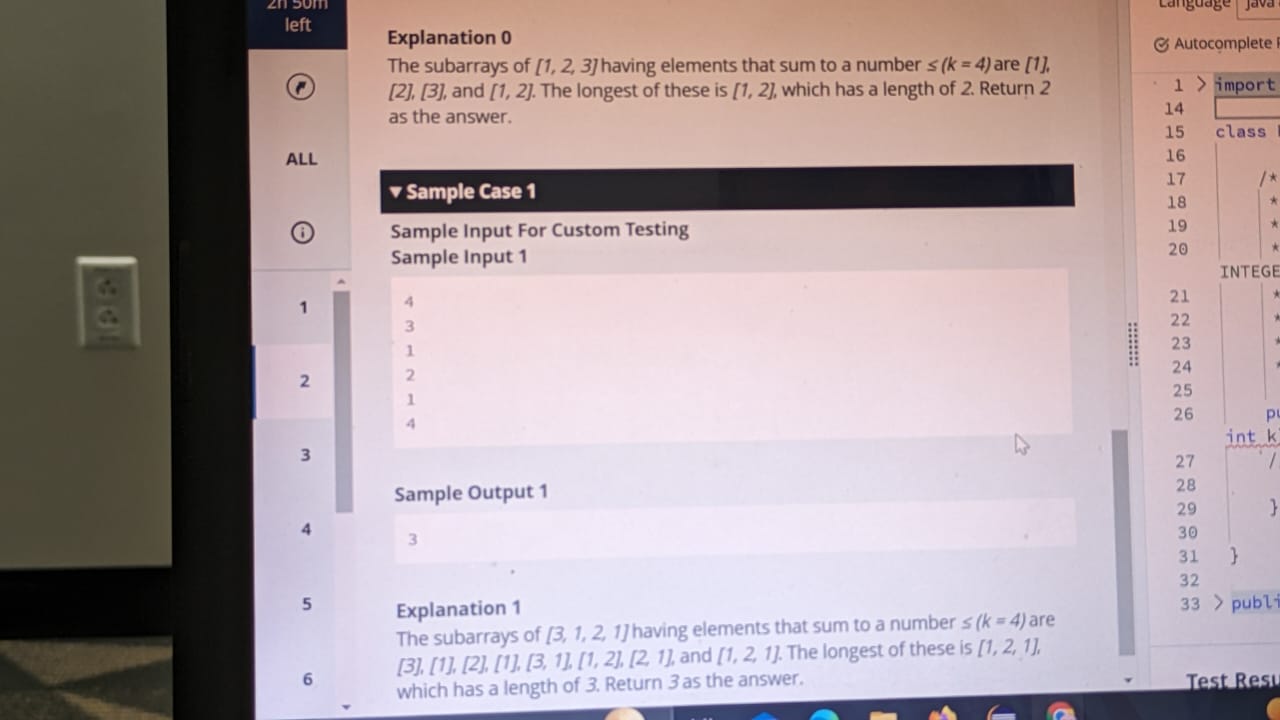 2h 50m
left
ALL
1
2
3
4
5
6
Explanation 0
The subarrays of [1, 2, 3] having elements that sum to a number ≤ (k = 4) are [1],
[2], [3], and [1, 2]. The longest of these is [1, 2], which has a length of 2. Return 2
as the answer.
▼ Sample Case 1
Sample Input For Custom Testing
Sample Input 1
4
3
1
2
1
4
Sample Output 1
3
Explanation 1
The subarrays of [3, 1, 2, 1] having elements that sum to a number ≤ (k = 4) are
[3], [1], [2], [1], [3, 1], [1, 2], [2, 1], and [1, 2, 1]. The longest of these is [1, 2, 1],
which has a length of 3. Return 3 as the answer.
Language Java
Autocomplete
1 > import
14
15 class
16
17 /*
18 *
19 *
20 *
INTEGE
21 *
22 *
23 *
24 *
25
26 pu
int k
27 /
28
29 }
30
31 }
32
33 > publi
Test Resu